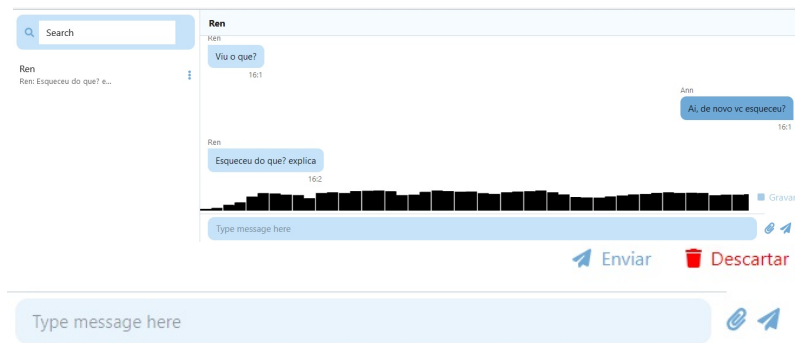 Search
Ren
Ren: Esqueceu do que? e...
Ren
Ren
Viu o que?
16:1
Ann
Ai, de novo vc esqueceu?
16:1
Ren
Esqueceu do que? explica
16:2
Gravar
Type message here
Enviar
Descartar
Type message here